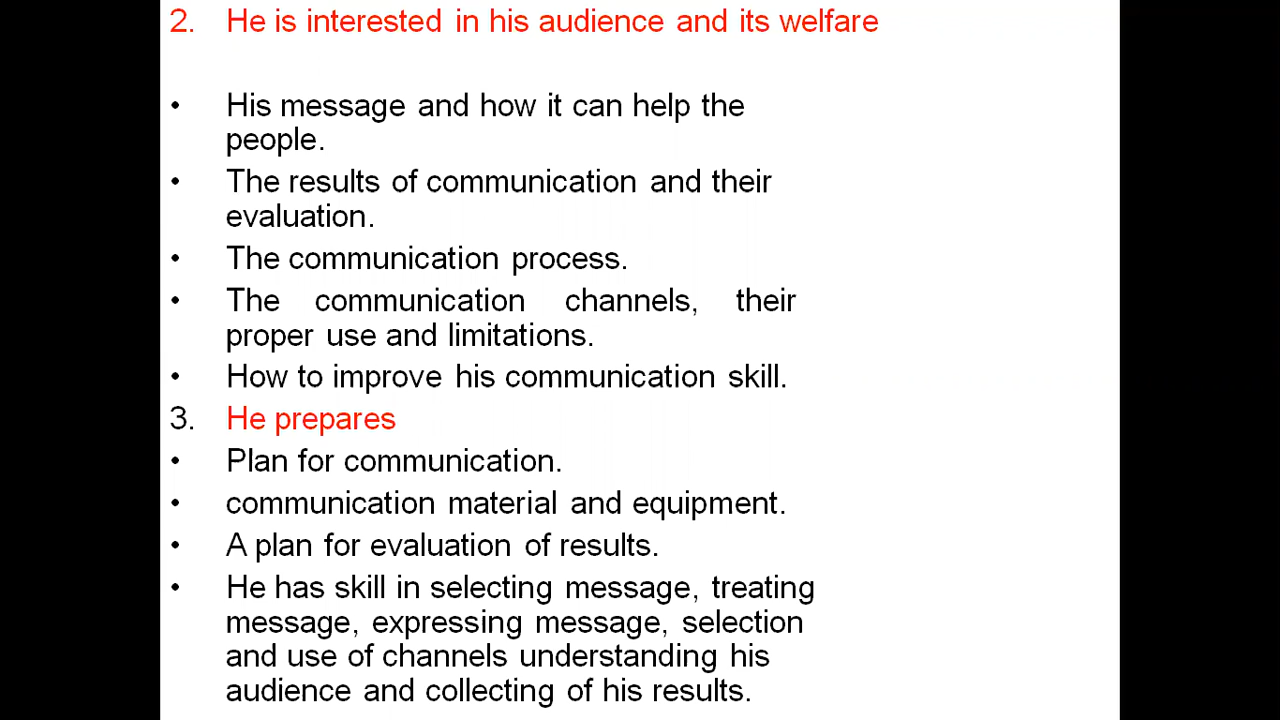 2. He is interested in his audience and its welfare
• His message and how it can help the
people.
• The results of communication and their
evaluation.
• The communication process.
• The communication channels, their
proper use and limitations.
• How to improve his communication skill.
3. He prepares
• Plan for communication.
• communication material and equipment.
• A plan for evaluation of results.
• He has skill in selecting message, treating
message, expressing message, selection
and use of channels understanding his
audience and collecting of his results.